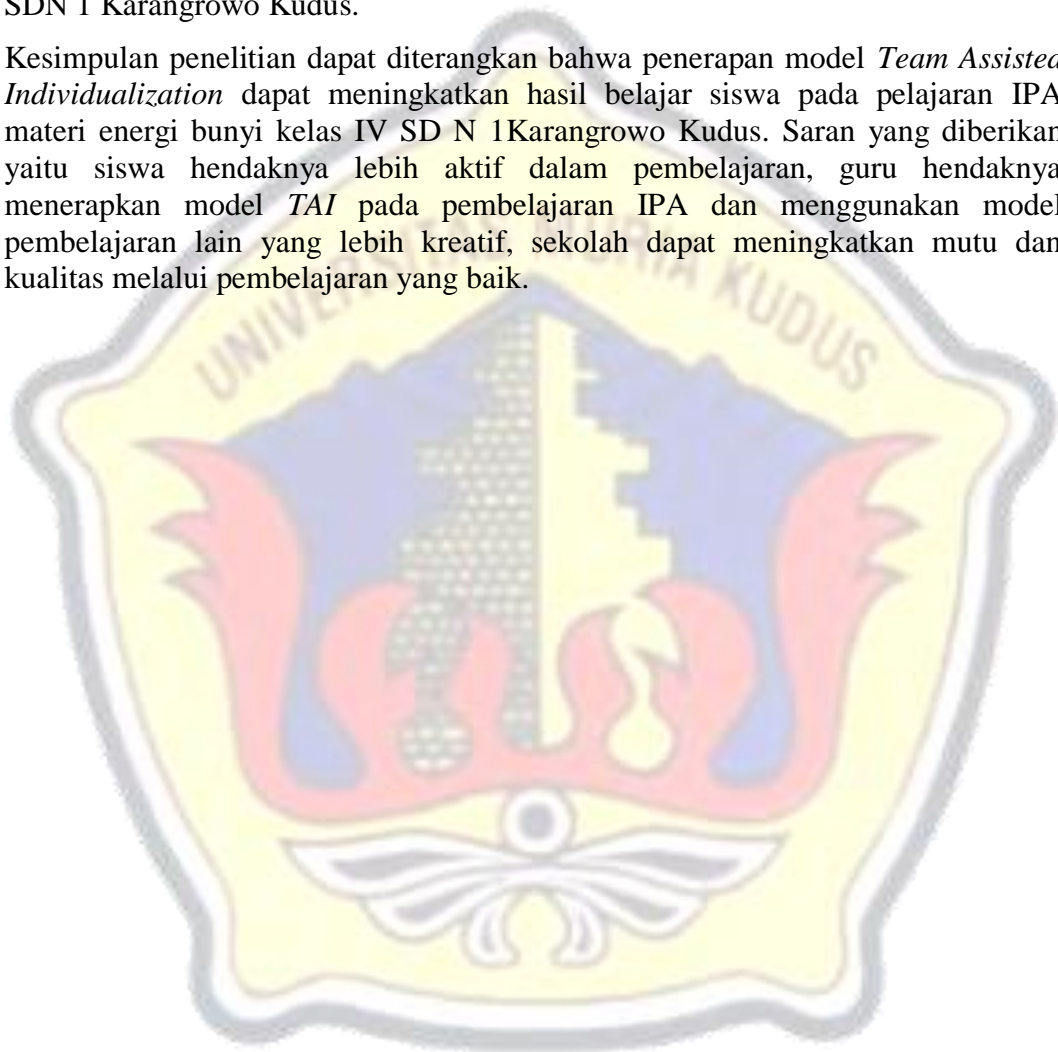 SDN 1 Karangrowo Kudus.
Kesimpulan penelitian dapat diterangkan bahwa penerapan model Team Assisted
Individualization dapat meningkatkan hasil belajar siswa pada pelajaran IPA
materi energi bunyi kelas IV SD N 1Karangrowo Kudus. Saran yang diberikan
yaitu siswa hendaknya lebih aktif dalam pembelajaran, guru hendaknya
menerapkan model TAI pada pembelajaran IPA dan menggunakan model
pembelajaran lain yang lebih kreatif, sekolah dapat meningkatkan mutu dan
kualitas melalui pembelajaran yang baik.
UNIVERSITAS MURIA KUDUS